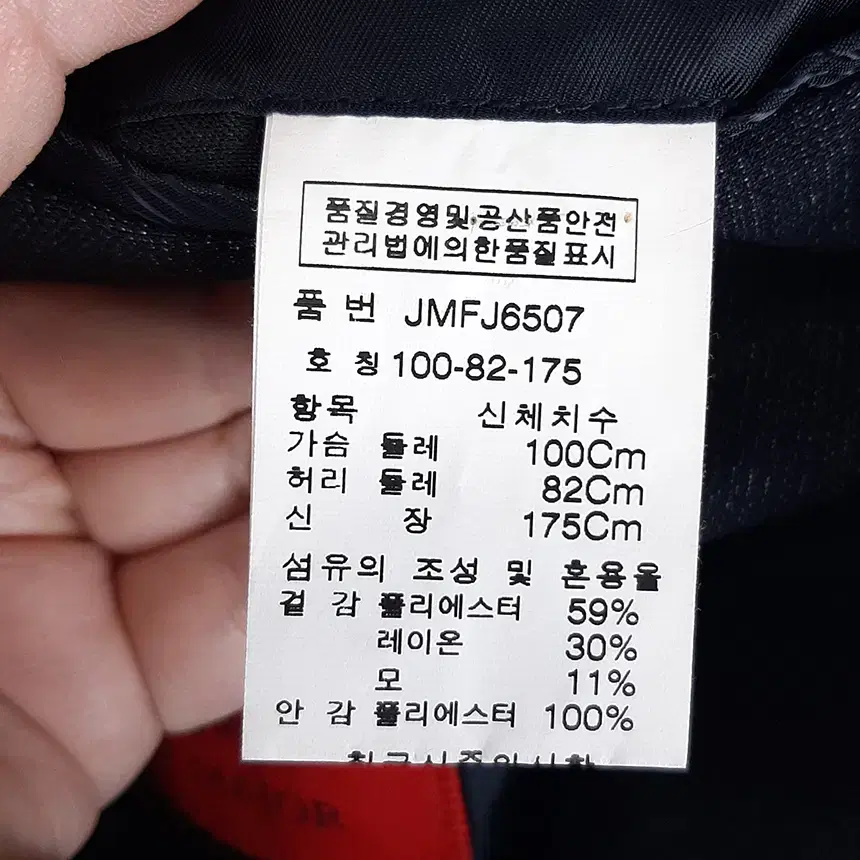 품질경영및공산품안전
관리법에의한품질표시
품 번 JMFJ6507
호 칭 100-82-175
항목 신체치수
가슴 둘레 100Cm
허리 둘레 82Cm
신 장 175Cm
섬유의 조성 및 혼용율
겉 감 폴리에스터 59%
레이온 30%
모 11%
안 감 폴리에스터 100%